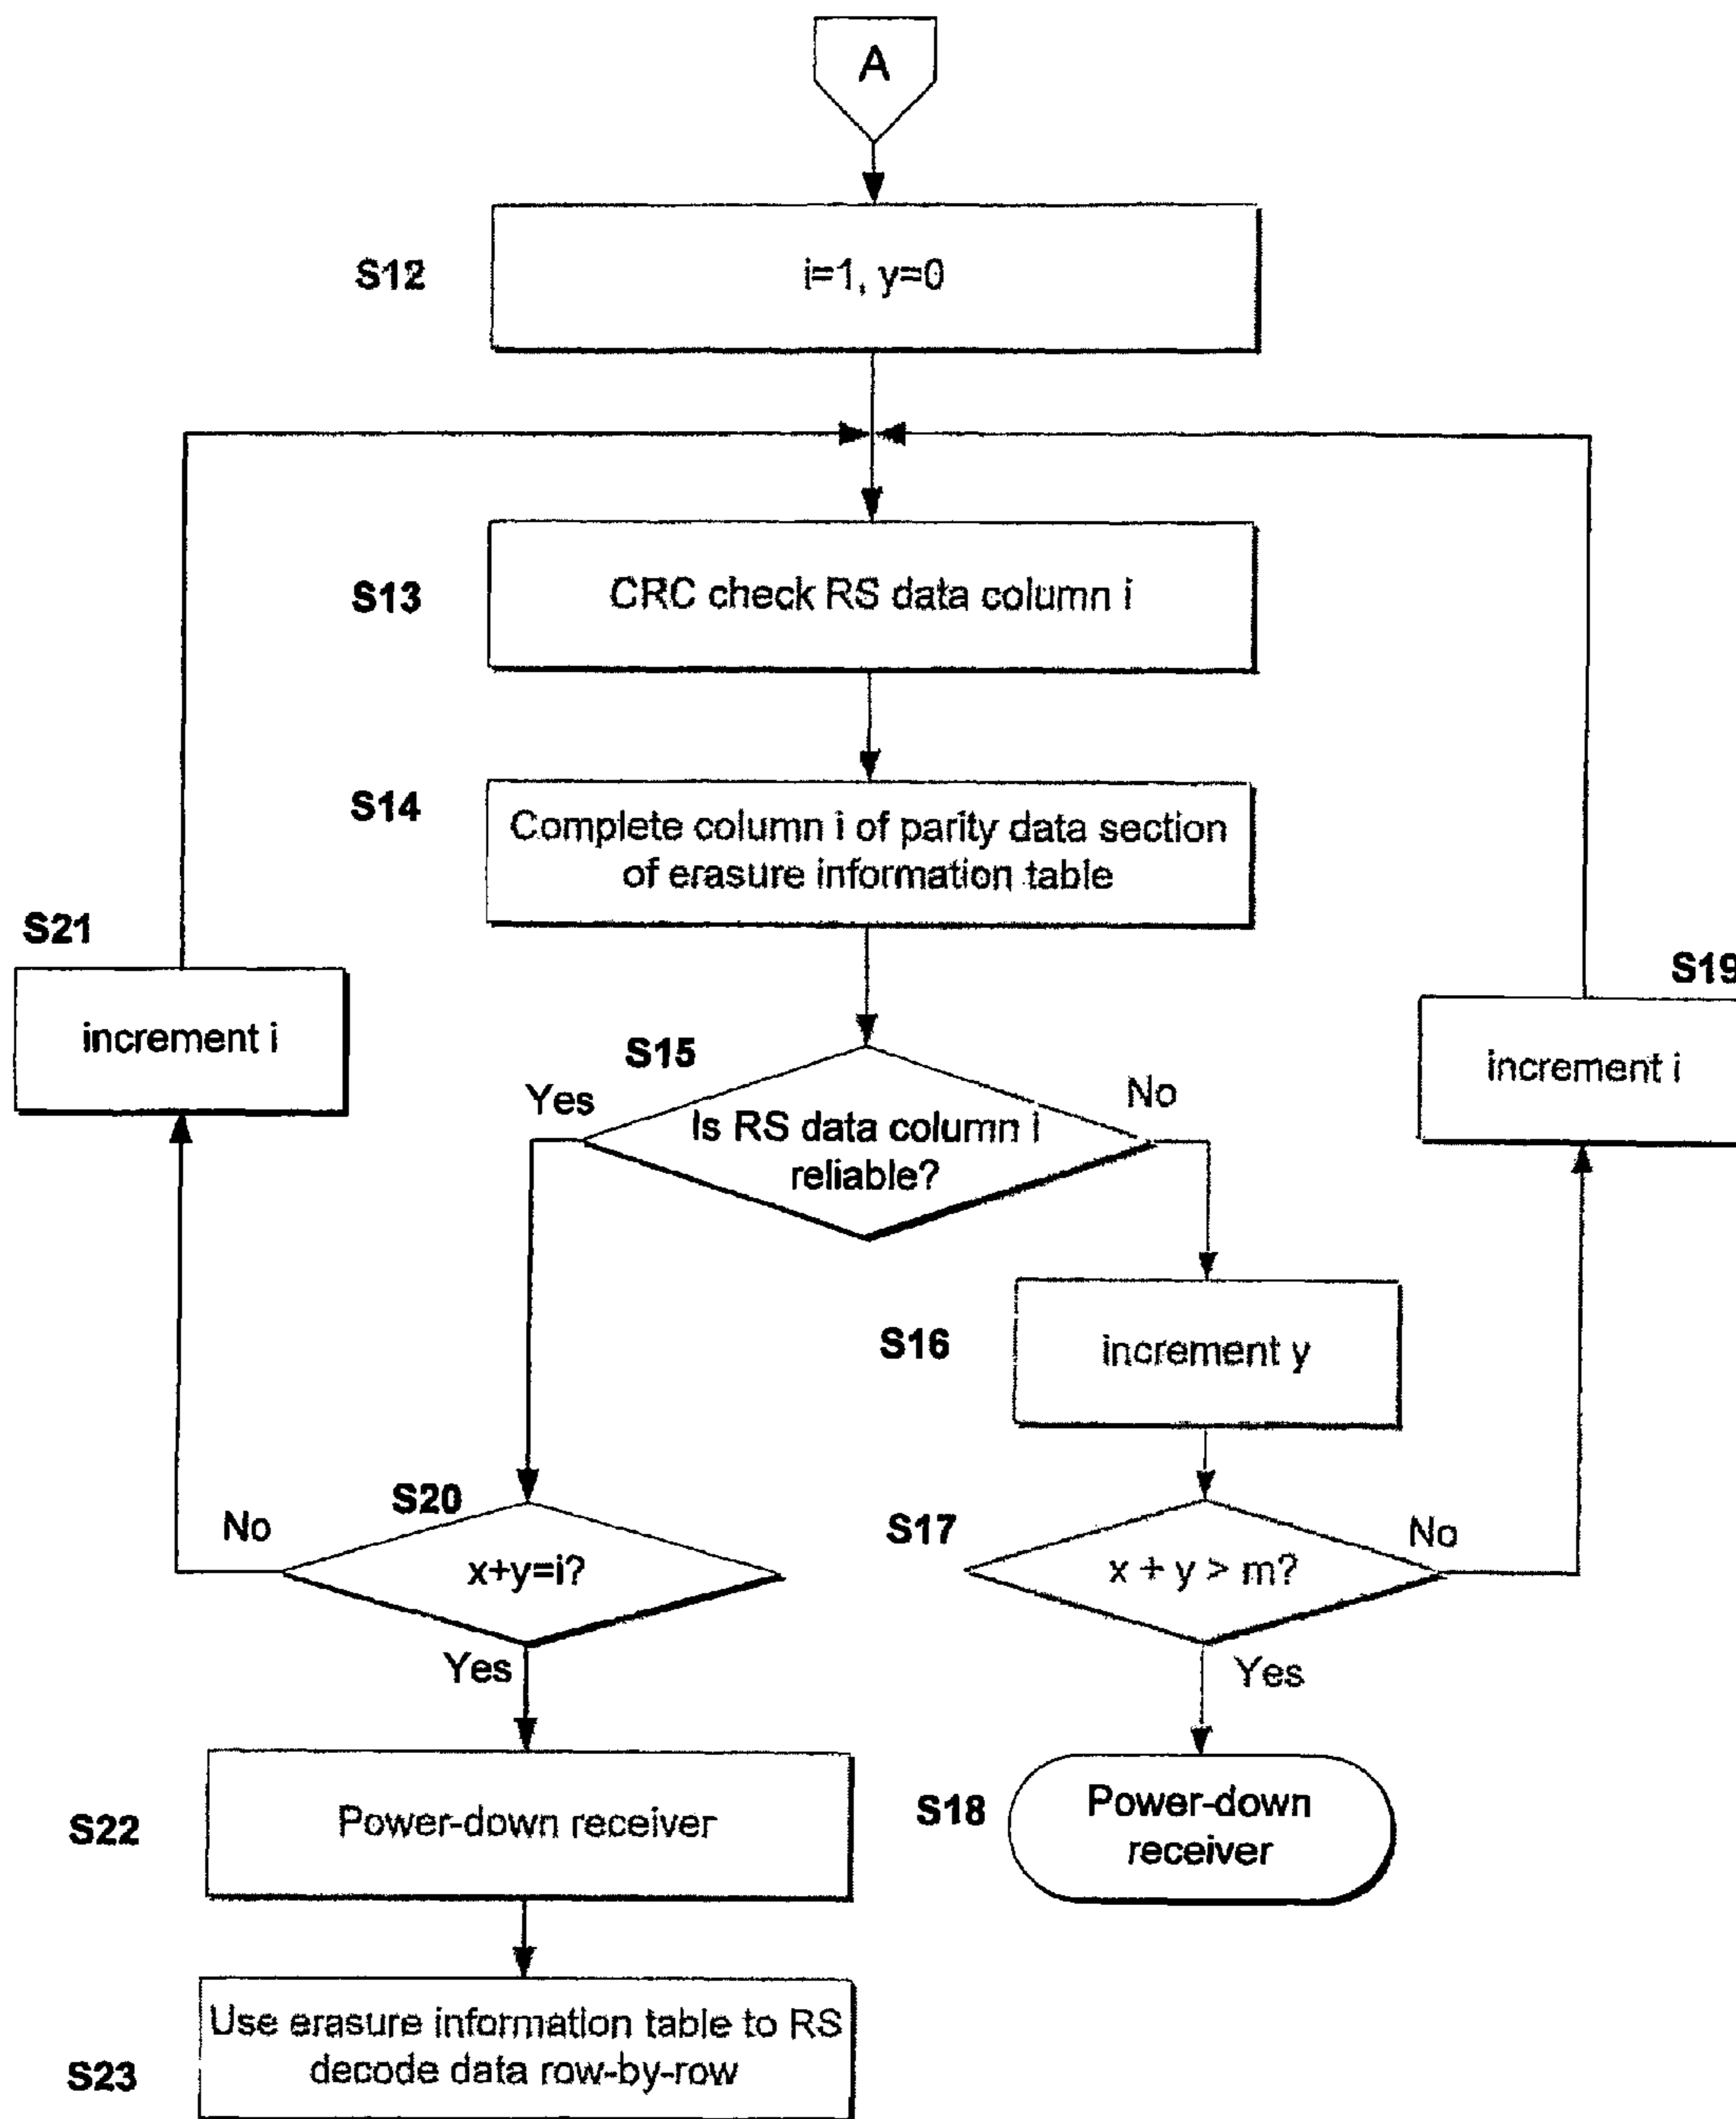 A
S12
i=1, y=0
S13
CRC check RS data column i
S14
Complete column i of parity data section
of erasure information table
S21
increment i
S19
increment i
S15
Yes
No
Is RS data column i
reliable?
S16
increment y
S20
No
x+y=i?
Yes
S17
No
x + y > m?
Yes
S22
Power-down receiver
S18
Power-down
receiver
S23
Use erasure information table to RS
decode data row-by-row